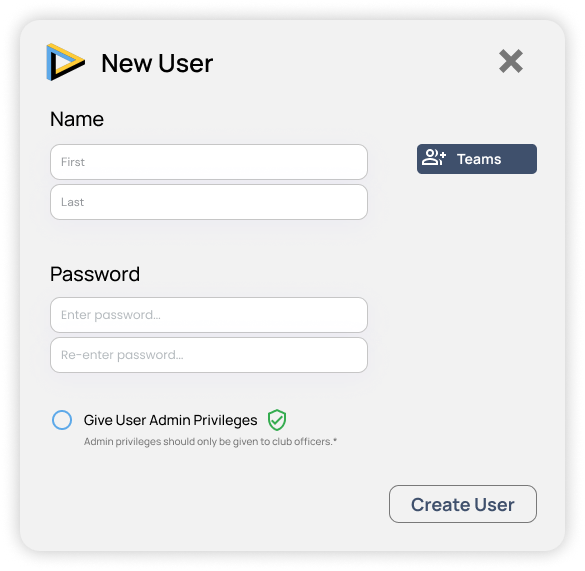 New User
Name
First
Teams
Last
Password
Enter password...
Re-enter password...
Give User Admin Privileges
Admin privileges should only be given to club officers.*
Create User